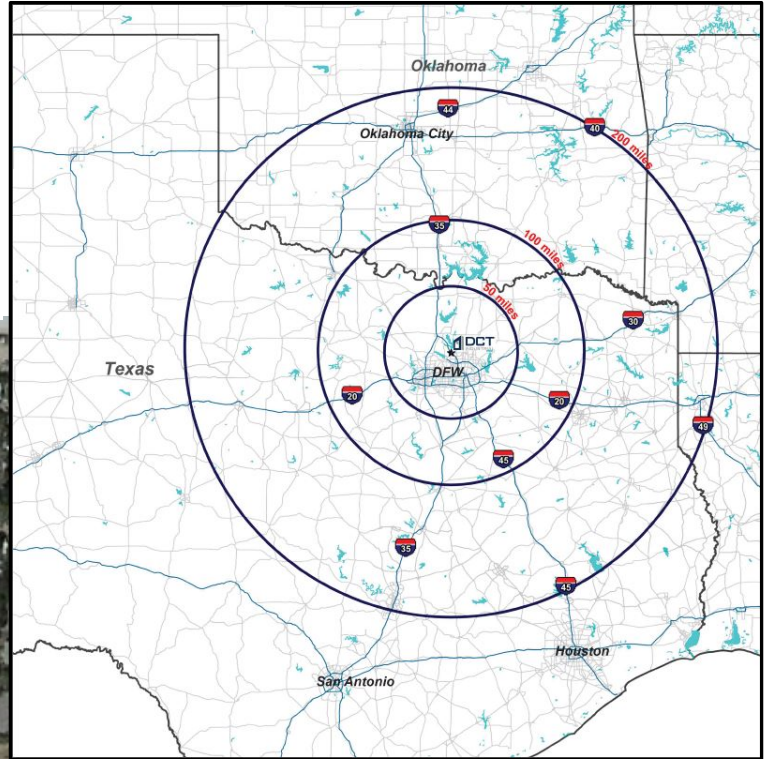 Oklahoma
44
Oklahoma City
40
200 miles
35
100 miles
50 miles
30
DCT
Texas
DFW
20
20
49
45
35
45
Houston
San Antonio